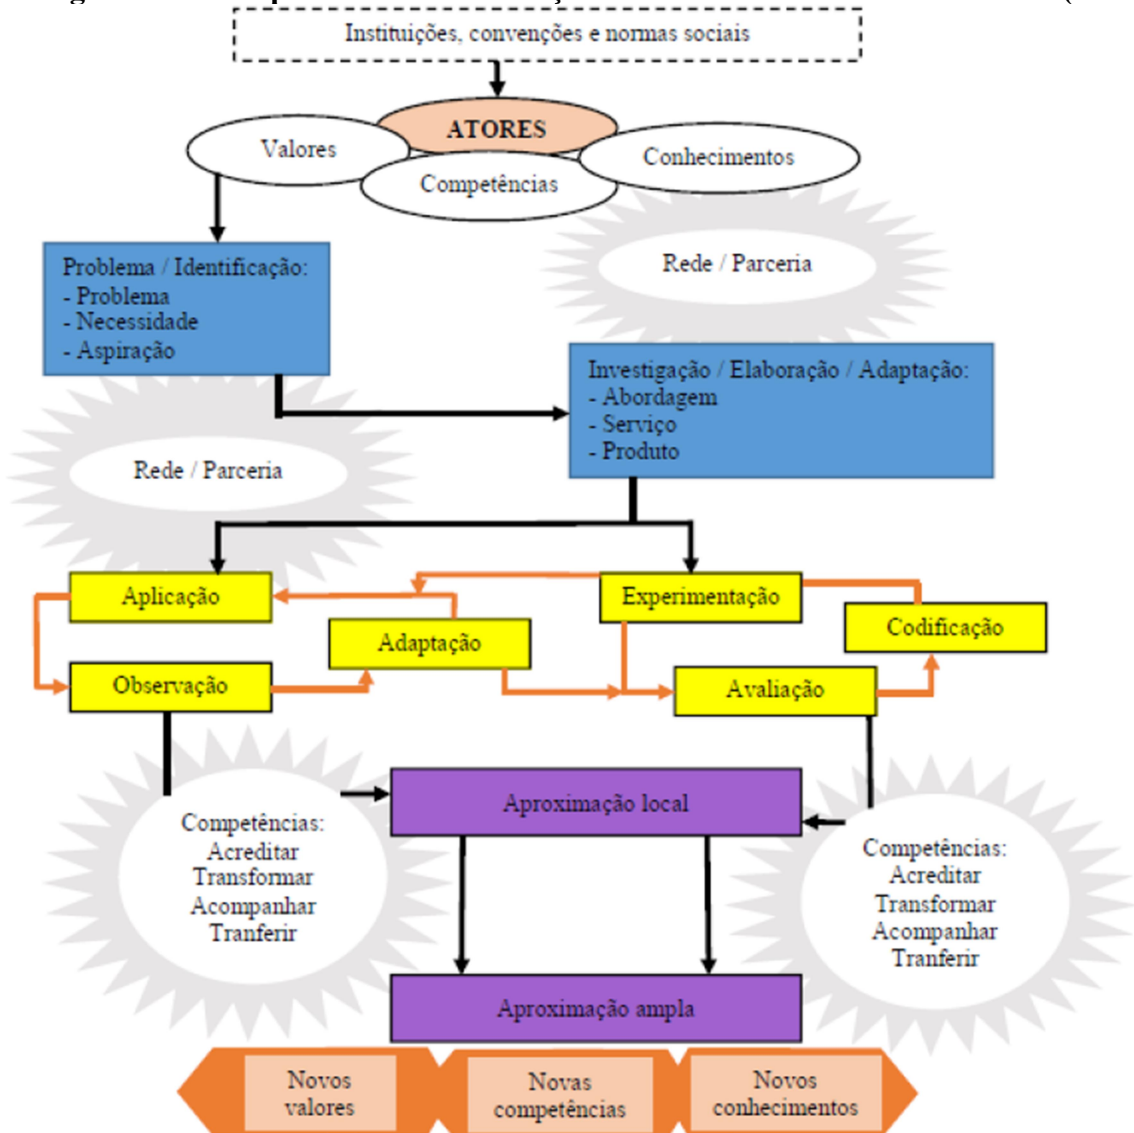 Instituições, convenções e normas sociais
ATORES
Valores
Conhecimentos
Competências
Rede / Parceria
Problema / Identificação:
- Problema
- Necessidade
- Aspiração
Investigação / Elaboração / Adaptação:
- Abordagem
- Serviço
- Produto
Rede / Parceria
Aplicação
Experimentação
Codificação
Adaptação
Observação
Avaliação
Aproximação local
Competências:
Acreditar
Transformar
Acompanhar
Tranferir
Competências:
Acreditar
Transformar
Acompanhar
Tranferir
Aproximação ampla
Novos
valores
Novas
competências
Novos
conhecimentos